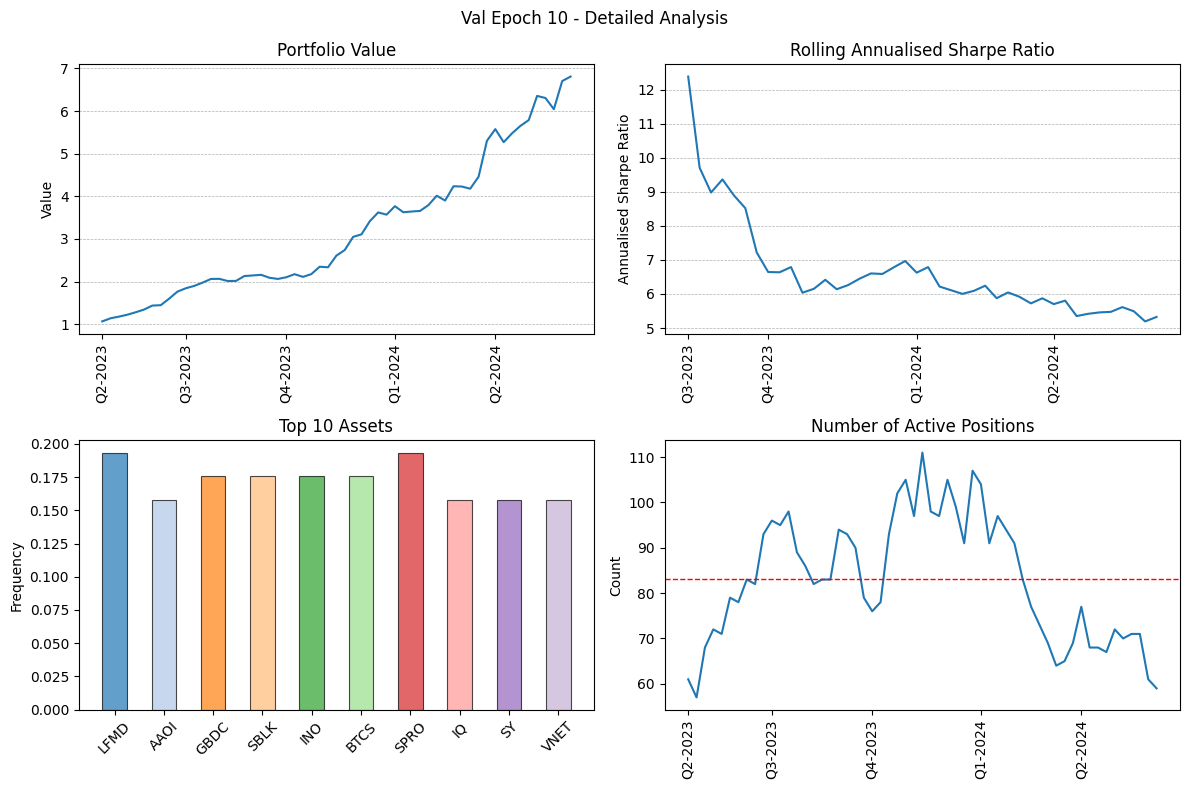 Val Epoch 10 - Detailed Analysis
Portfolio Value
Value
7
6
5
4
3
2
1
Q2-2023
Q3-2023
Q4-2023
Q1-2024
Q2-2024
Rolling Annualised Sharpe Ratio
Annualised Sharpe Ratio
12
11
10
9
8
7
6
5
Q3-2023
Q4-2023
Q1-2024
Q2-2024
Top 10 Assets
Frequency
0.200
0.175
0.150
0.125
0.100
0.075
0.050
0.025
0.000
LFMD
AAOI
GBDC
SBLK
INO
BTCS
SPRO
IQ
SY
VNET
Number of Active Positions
Count
110
100
90
80
70
60
Q2-2023
Q3-2023
Q4-2023
Q1-2024
Q2-2024